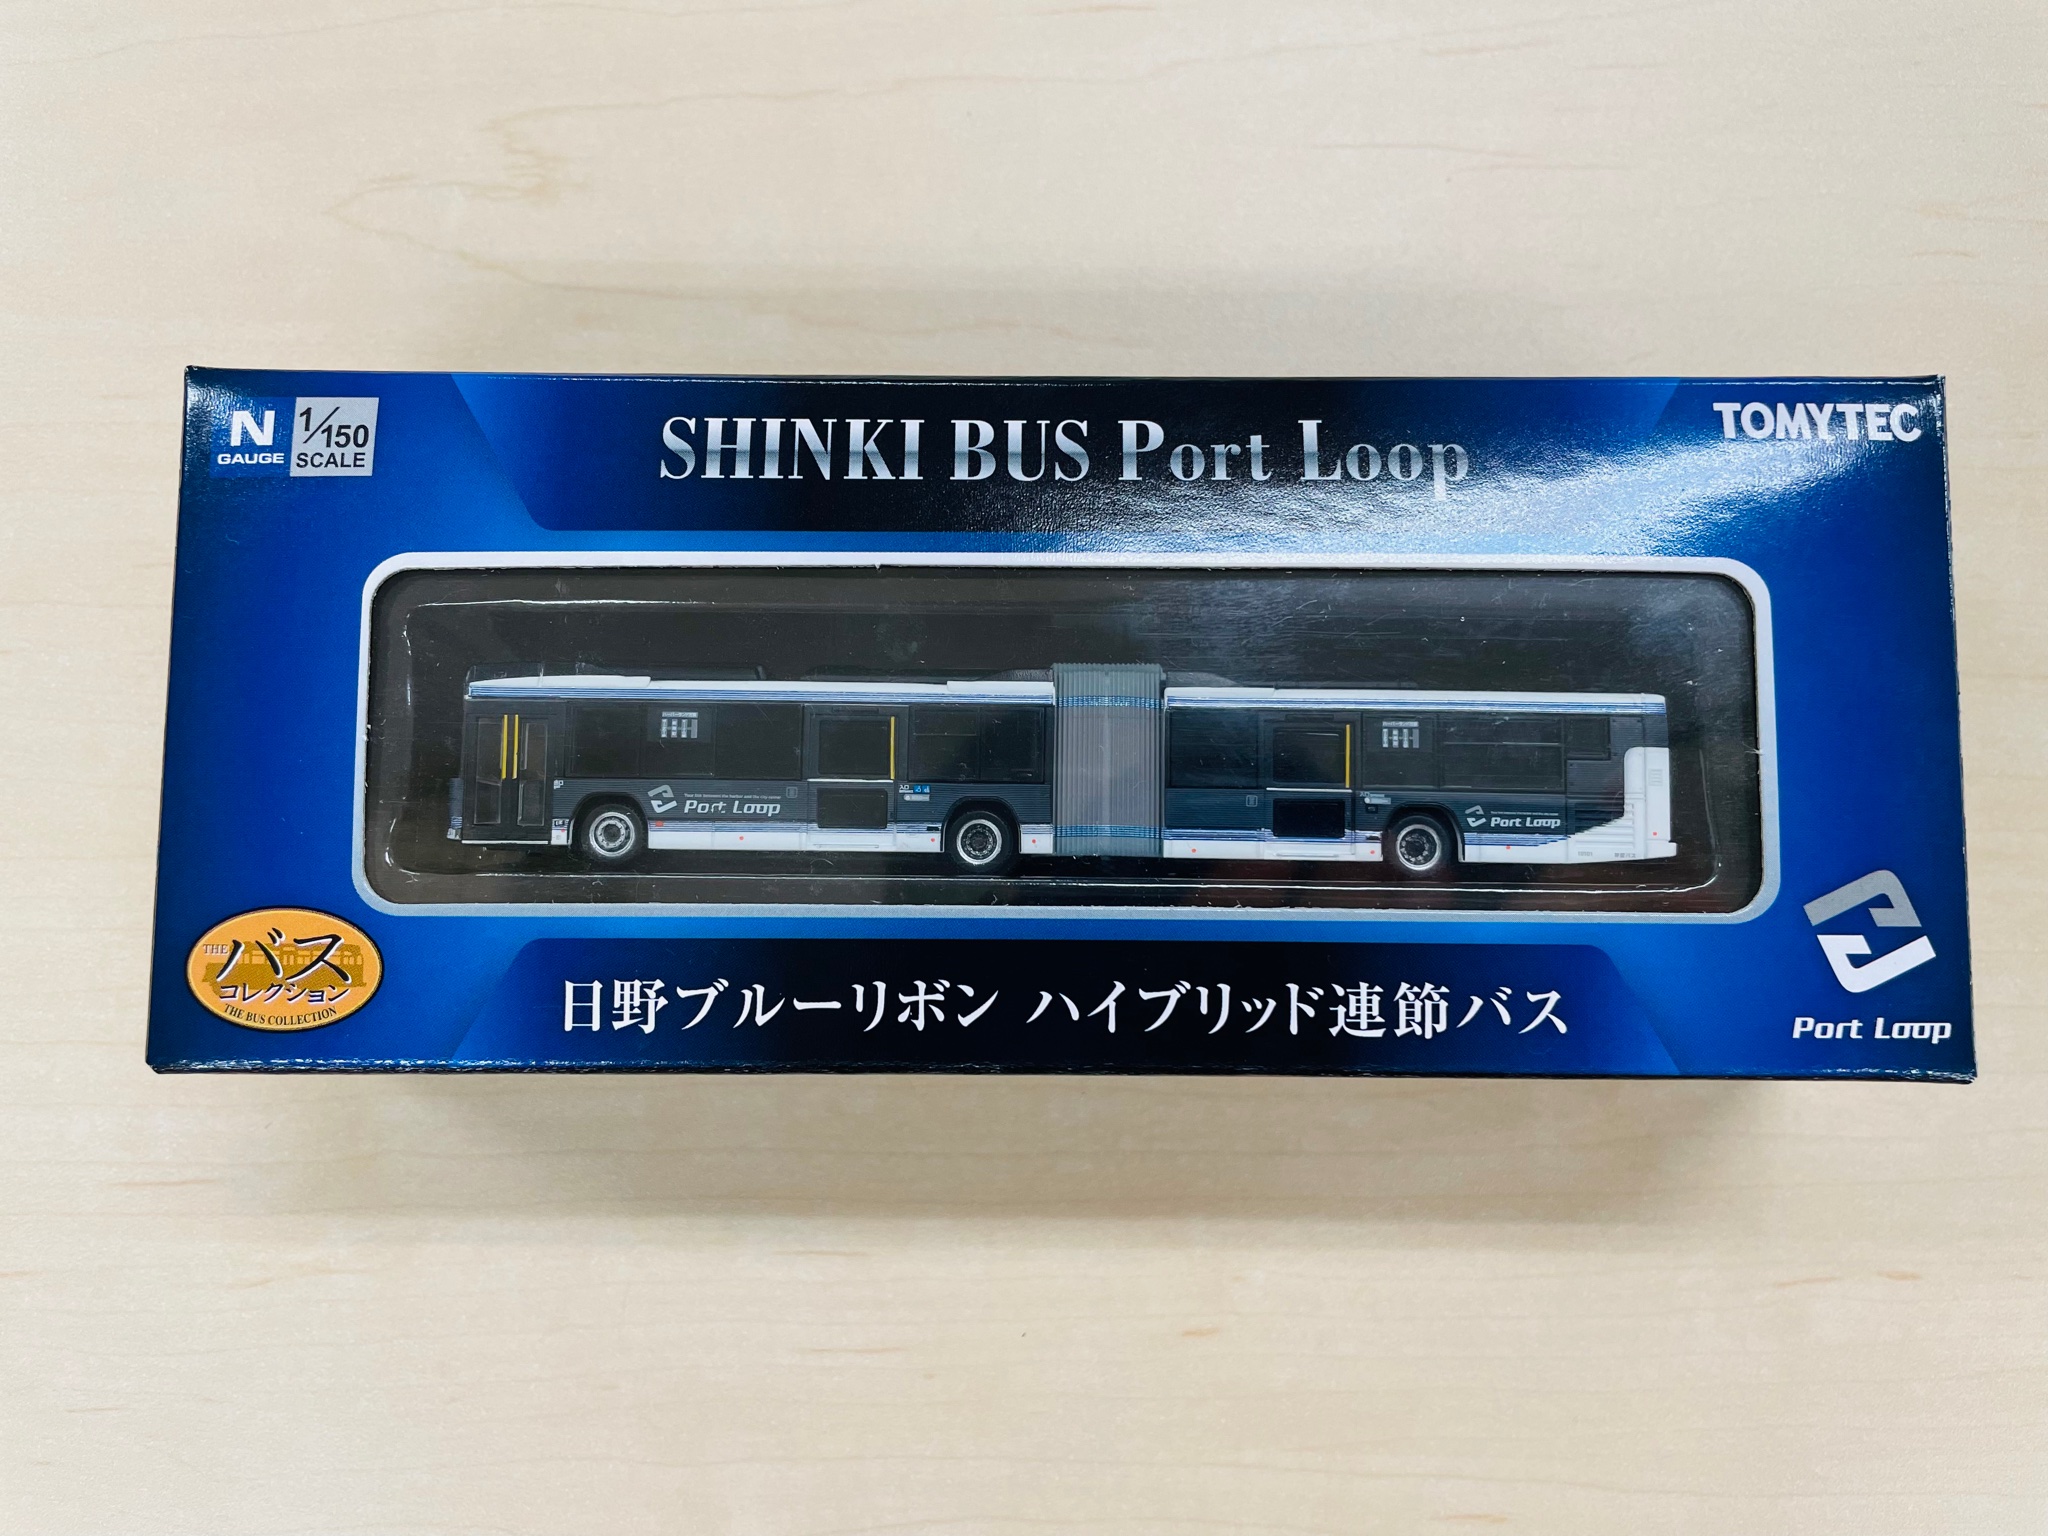 N
GAUGE
1/150
SCALE
SHINKI BUS Port Loop
TOMYTEC
Port Loop
Port Loop
THE バス
コレクション
THE BUS COLLECTION
日野ブルーリボン ハイブリッド連節バス
Port Loop